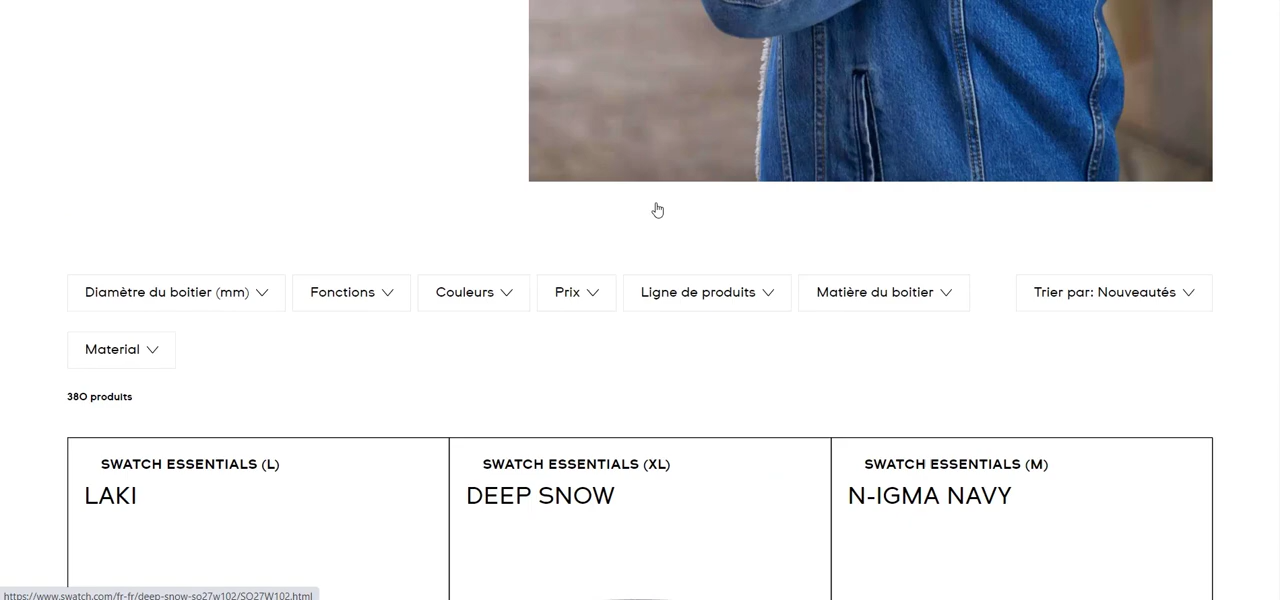 Diamètre du boitier (mm)
Fonctions
Couleurs
Prix
Ligne de produits
Matière du boitier
Trier par: Nouveautés
Material
380 produits
SWATCH ESSENTIALS (L)
LAKI
SWATCH ESSENTIALS (XL)
DEEP SNOW
SWATCH ESSENTIALS (M)
N-IGMA NAVY
https://www.swatch.com/fr-fr/deep-snow-so27w102/SO27W102.html